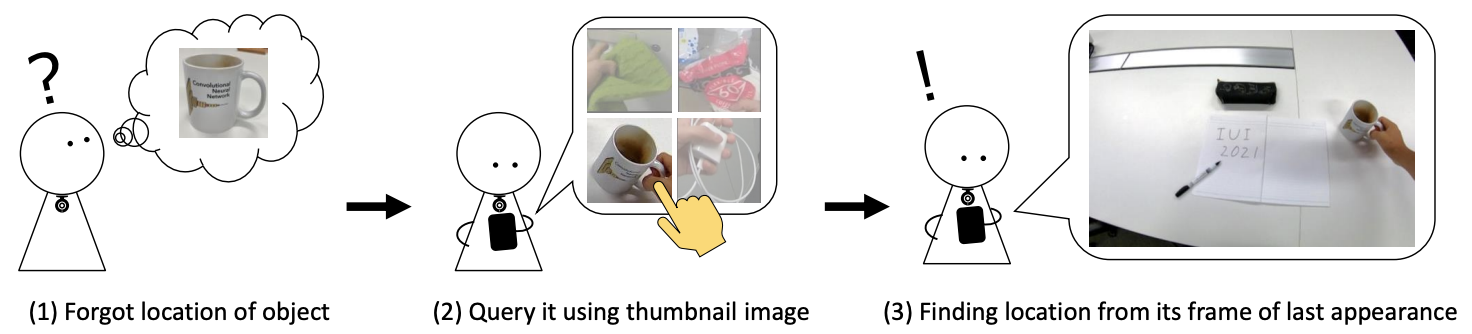 ?
Convolutional
Neural
Network
(1) Forgot location of object
(2) Query it using thumbnail image
!
IUI
2021
(3) Finding location from its frame of last appearance